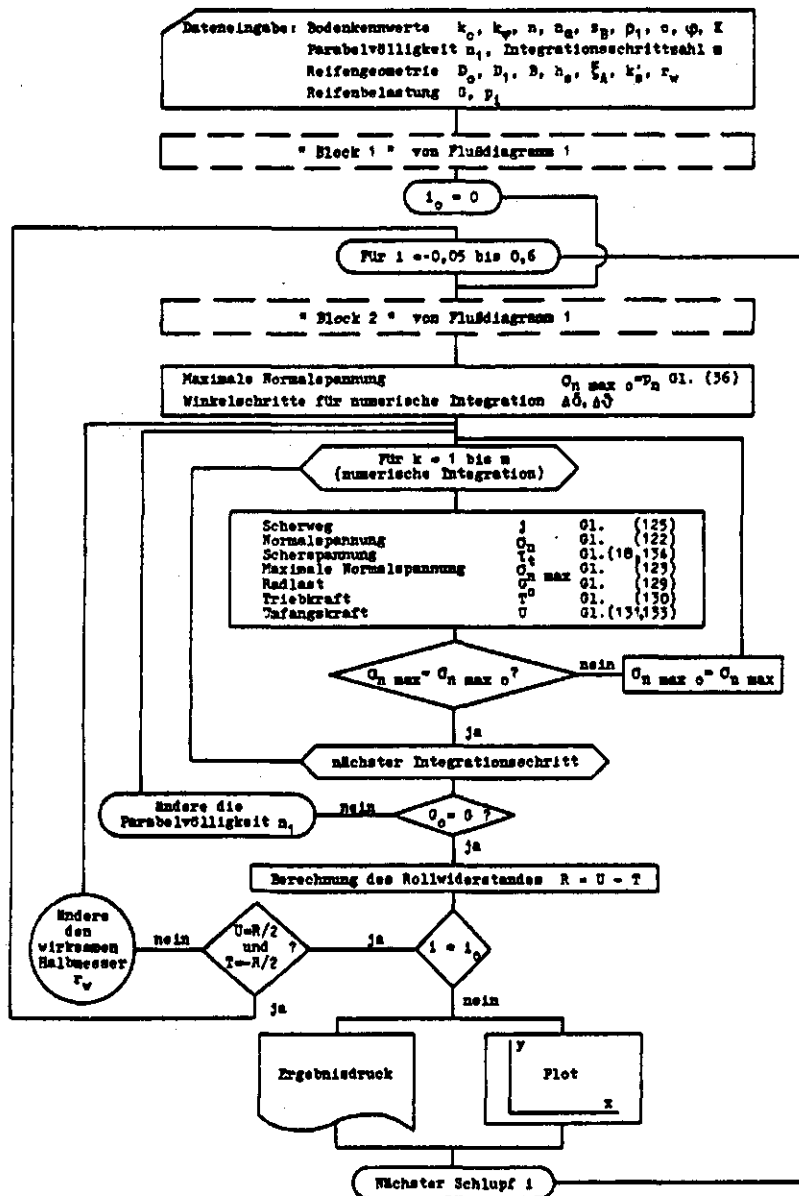 Dateneingabe: Bodenkennwerte k_c, k_φ, n, n_a, s_B, ρ_1, c, φ, K
Parabelvölligkeit n_1, Integrationsschrittzahl m
Reifengeometrie D_o, D_1, B, h_s, ξ_A, k_s', r_w
Reifenbelastung G, p_i
" Block 1 " von Flußdiagramm 1
i_o = 0
Für i =-0,05 bis 0,6
" Block 2 " von Flußdiagramm 1
Maximale Normalspannung σ_n max o =p_n Gl. (36)
Winkelschritte für numerische Integration Δδ, Δϑ
Für k = 1 bis m
(numerische Integration)
Scherweg j Gl. (125)
Normalspannung σ_n Gl. (122)
Scherspannung τ_t Gl.(18,134)
Maximale Normalspannung σ_n max Gl. (123)
Radlast G_o Gl. (129)
Triebkraft T Gl. (130)
Umfangskraft U Gl.(131,133)
σ_n max = σ_n max o ?
nein
σ_n max o = σ_n max
ja
nächster Integrationsschritt
Ändere die
Parabelvölligkeit n_1
nein
G_o = G ?
ja
Berechnung des Rollwiderstandes R = U - T
Ändere
den
wirksamen
Halbmesser
r_w
nein
U=R/2
und ?
T=-R/2
ja
i = i_o
ja
nein
Ergebnisdruck
y
Plot
x
Nächster Schlupf i